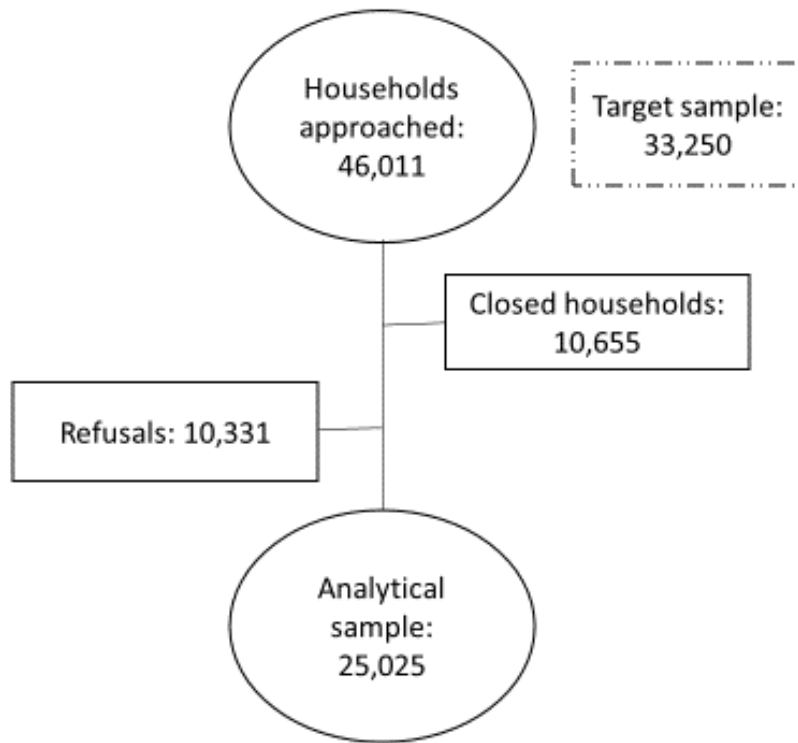 Households
approached:
46,011
Target sample:
33,250
Closed households:
10,655
Refusals: 10,331
Analytical
sample:
25,025